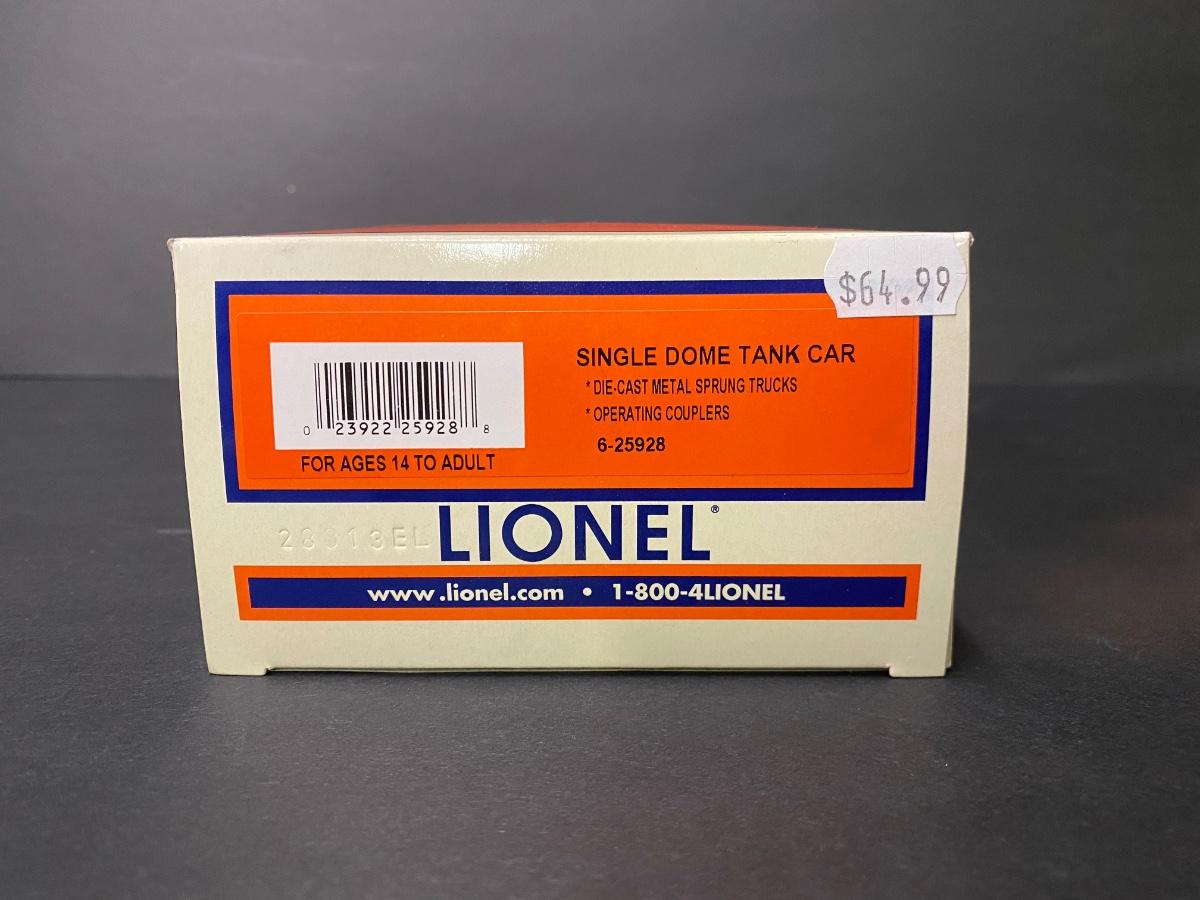 $64.99
SINGLE DOME TANK CAR
* DIE-CAST METAL SPRUNG TRUCKS
* OPERATING COUPLERS
6-25928
0 23922 25928 8
FOR AGES 14 TO ADULT
LIONEL®
www.lionel.com • 1-800-4LIONEL